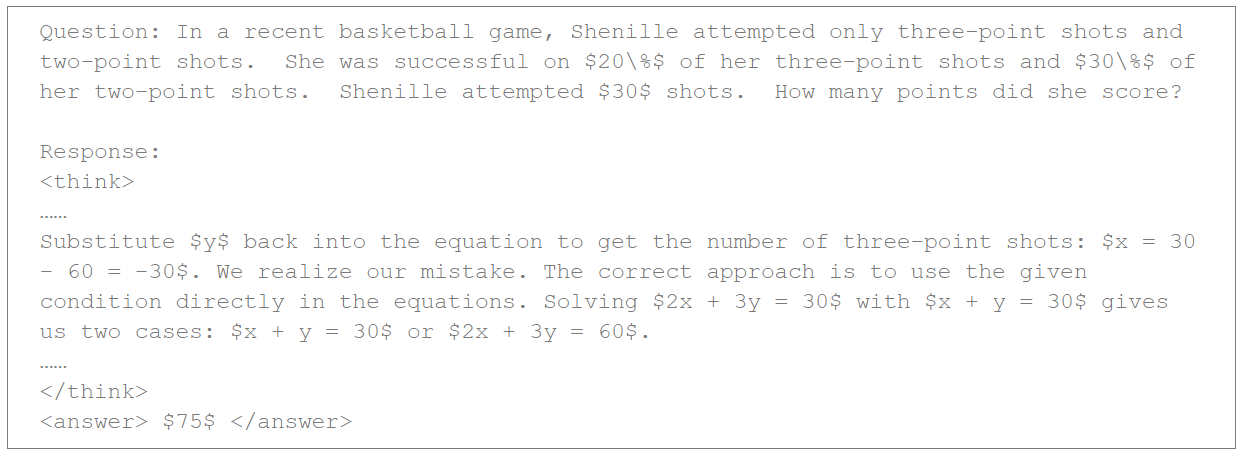 Question: In a recent basketball game, Shenille attempted only three-point shots and
two-point shots.  She was successful on $20\%$ of her three-point shots and $30\%$ of
her two-point shots.  Shenille attempted $30$ shots.  How many points did she score?

Response:
<think>
……
Substitute $y$ back into the equation to get the number of three-point shots: $x = 30
- 60 = -30$. We realize our mistake. The correct approach is to use the given
condition directly in the equations. Solving $2x + 3y = 30$ with $x + y = 30$ gives
us two cases: $x + y = 30$ or $2x + 3y = 60$.
……
</think>
<answer> $75$ </answer>